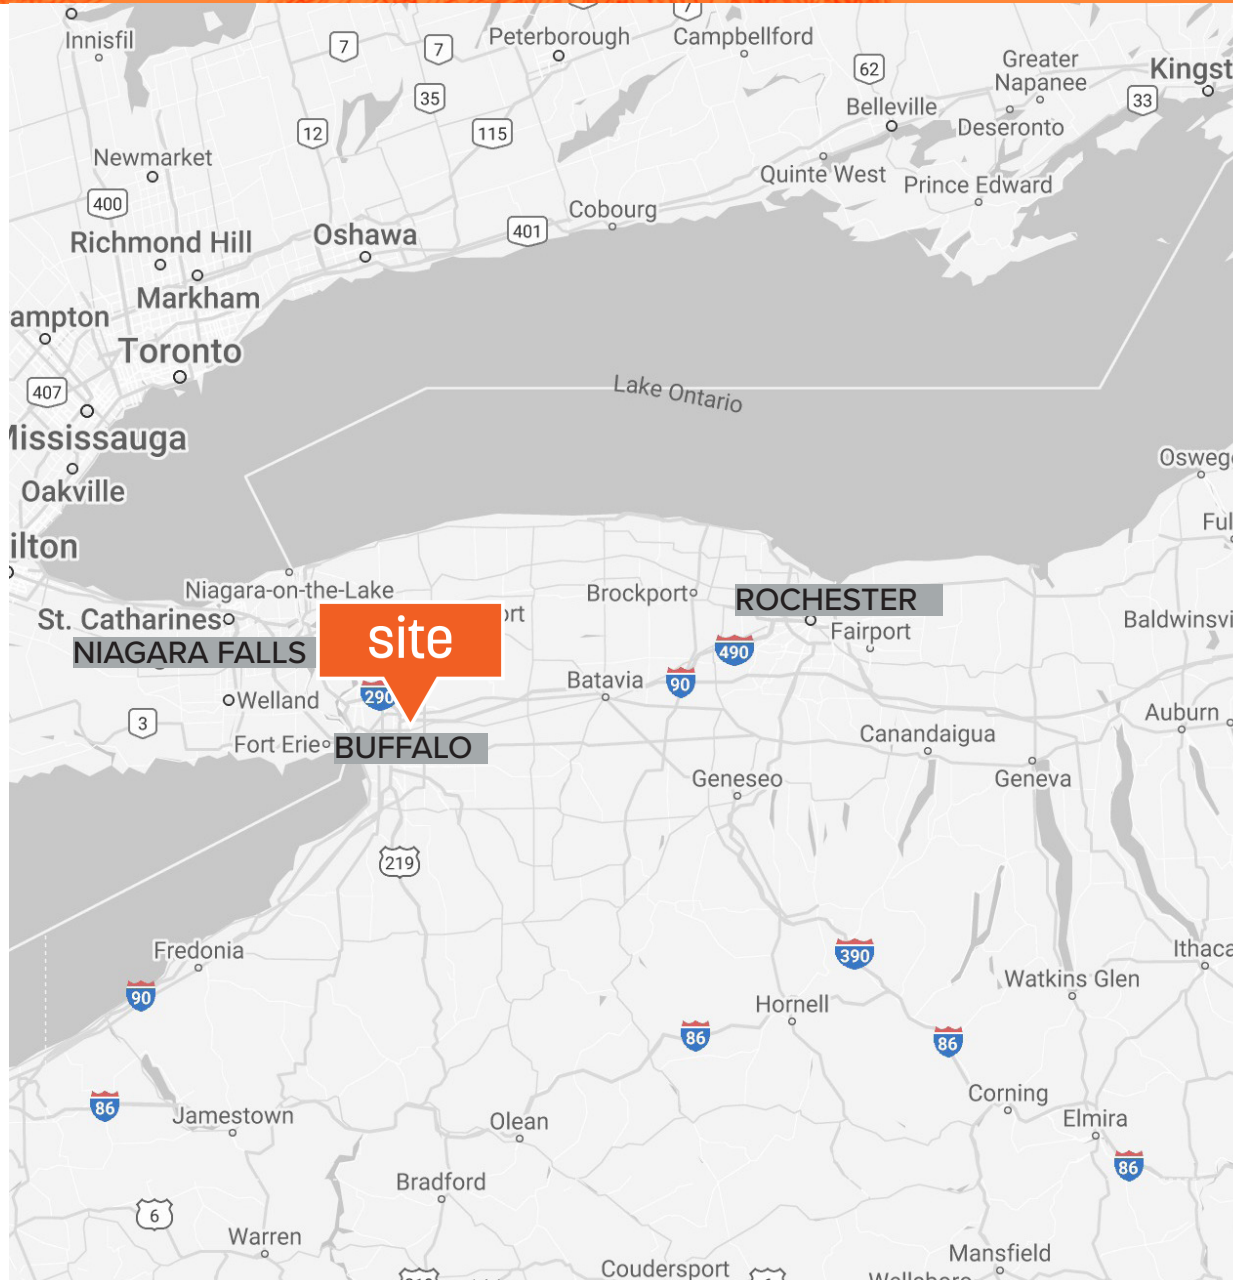 Innisfil
7
7
Peterborough
Campbellford
7
62
Greater
Napanee
Kingst
35
33
12
115
Belleville
Deseronto
Newmarket
400
Quinte West
Prince Edward
Richmond Hill
Oshawa
401
Cobourg
Markham
ampton
Toronto
407
Lake Ontario
Mississauga
Oakville
Osweg
Ful
ilton
Niagara-on-the-Lake
Brockport
ROCHESTER
St. Catharines
site
ort
Fairport
Baldwinsvi
NIAGARA FALLS
490
Batavia
90
290
Welland
3
Auburn
Fort Erie
BUFFALO
Canandaigua
Geneseo
Geneva
219
Fredonia
390
Ithaca
90
Watkins Glen
Hornell
86
86
Corning
86
Jamestown
Olean
Elmira
86
Bradford
6
Warren
Mansfield
Coudersport